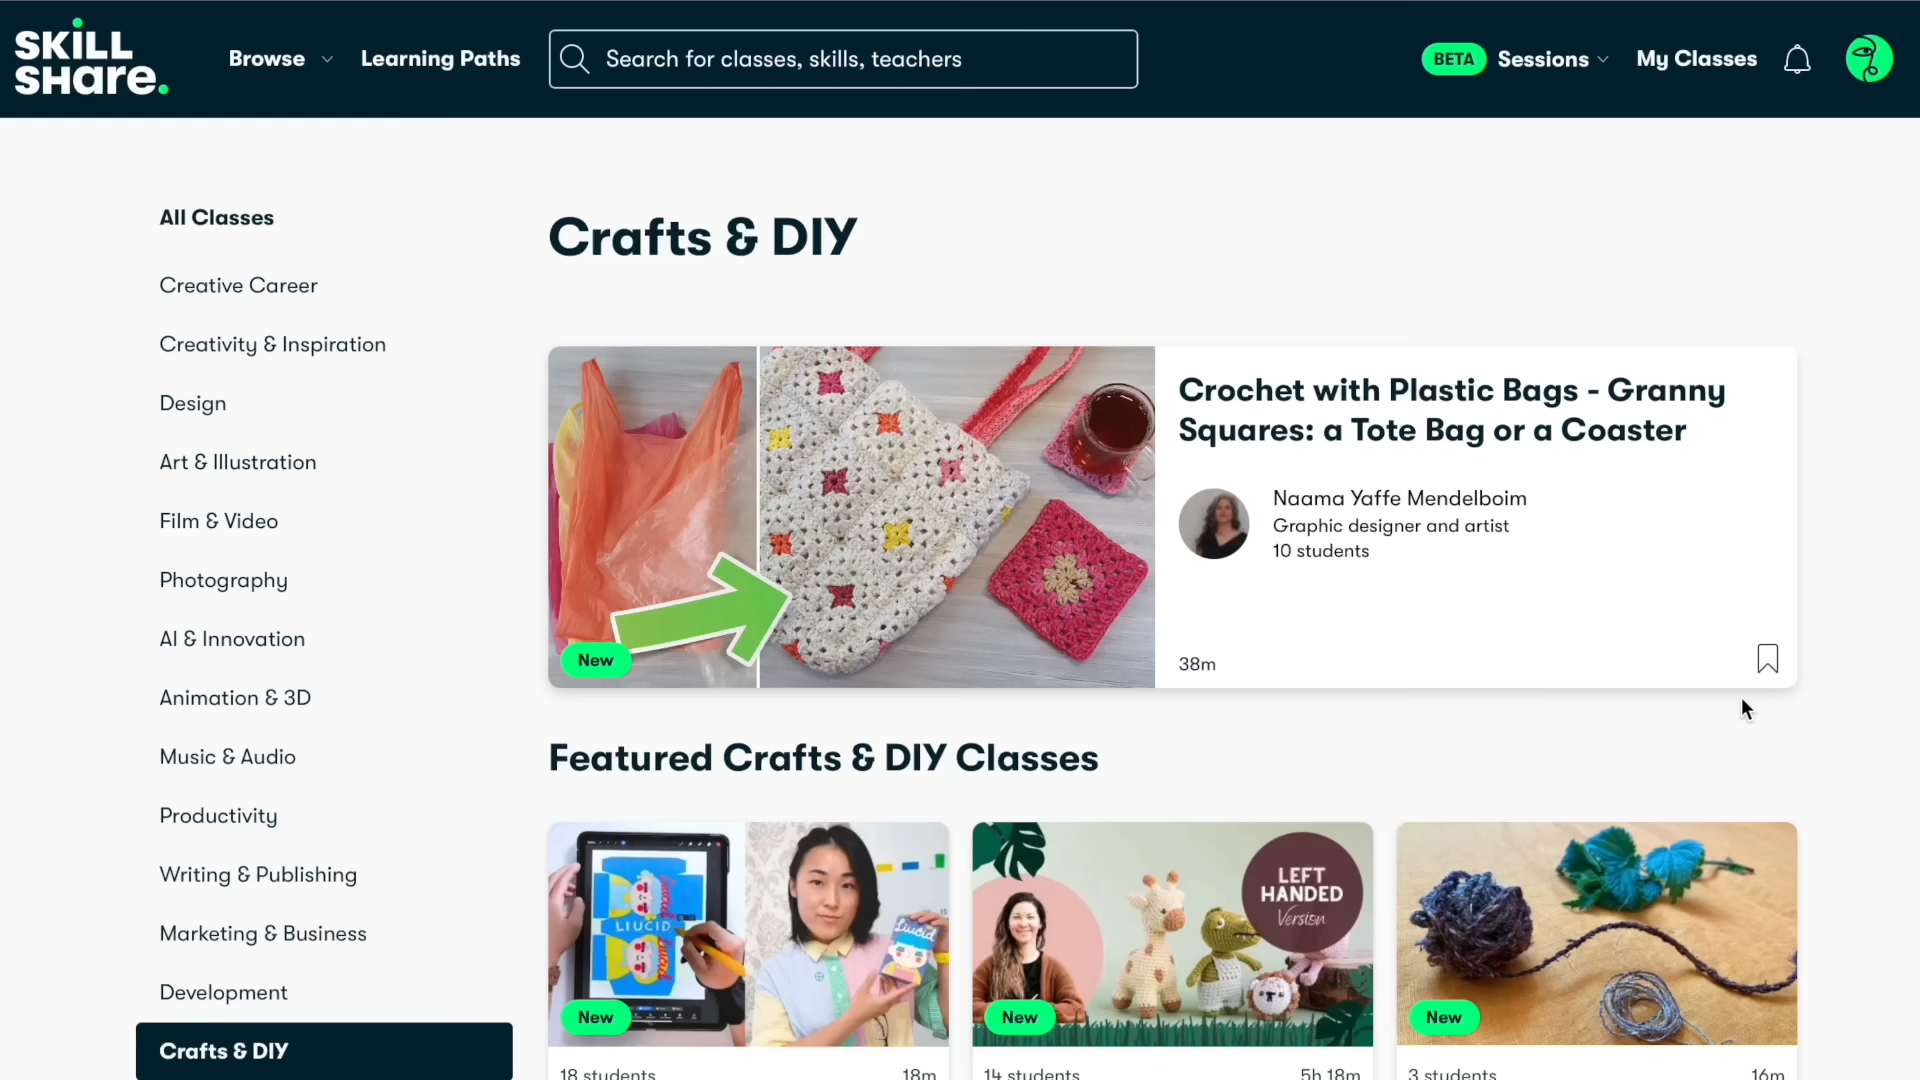 SKILL
SHare.
Browse
Learning Paths
Search for classes, skills, teachers
BETA
Sessions
My Classes
All Classes
Creative Career
Creativity & Inspiration
Design
Art & Illustration
Film & Video
Photography
AI & Innovation
Animation & 3D
Music & Audio
Productivity
Writing & Publishing
Marketing & Business
Development
Crafts & DIY
Crafts & DIY
New
Crochet with Plastic Bags - Granny
Squares: a Tote Bag or a Coaster
Naama Yaffe Mendelboim
Graphic designer and artist
10 students
38m
Featured Crafts & DIY Classes
LIUCID
Liucid
New
18 students
18m
LEFT
HANDED
Version
New
14 students
5h 18m
New
3 students
16m